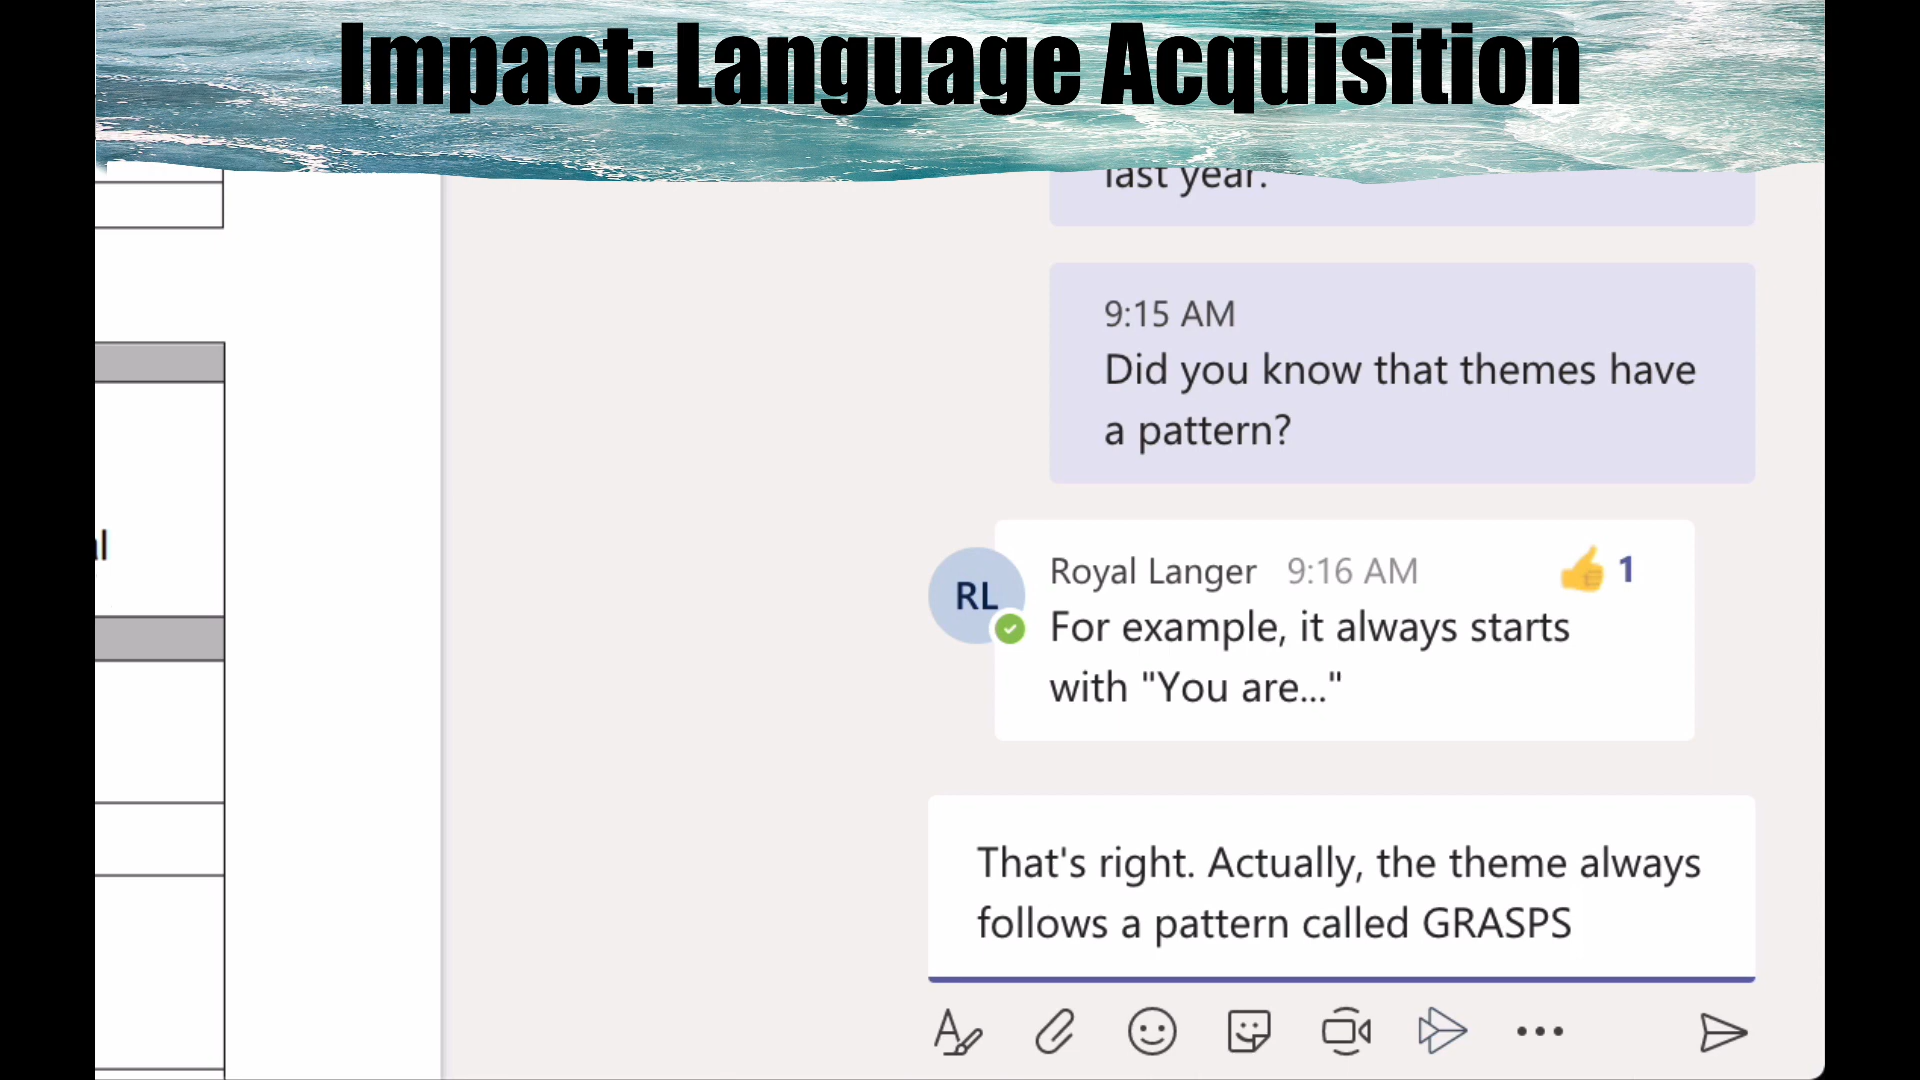 Impact: Language Acquisition
last year.
9:15 AM
Did you know that themes have
a pattern?
al
RL
Royal Langer 9:16 AM 1
For example, it always starts
with "You are..."
That's right. Actually, the theme always
follows a pattern called GRASPS